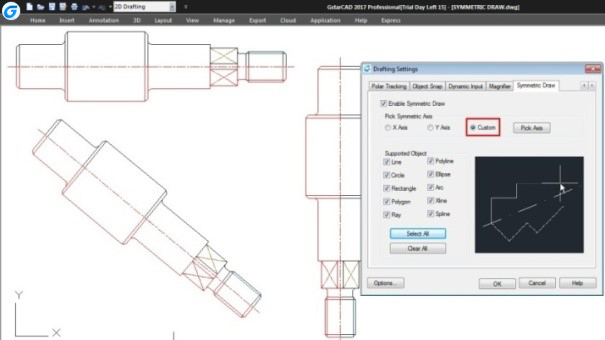 2D Drafting
GstarCAD 2017 Professional[Trial Day Left 15] - [SYMMETRIC DRAW.dwg]
Home Insert Annotation 3D Layout View Manage Export Cloud Application Help Express
Drafting Settings
Polar Tracking Object Snap Dynamic Input Magnifier Symmetric Draw
Enable Symmetric Draw
Pick Symmetric Axis
X Axis Y Axis Custom Pick Axis
Supported Object
Line Polyline
Circle Ellipse
Rectangle Arc
Polygon Xline
Ray Spline
Select All
Clear All
Options... OK Cancel Help
Y
X